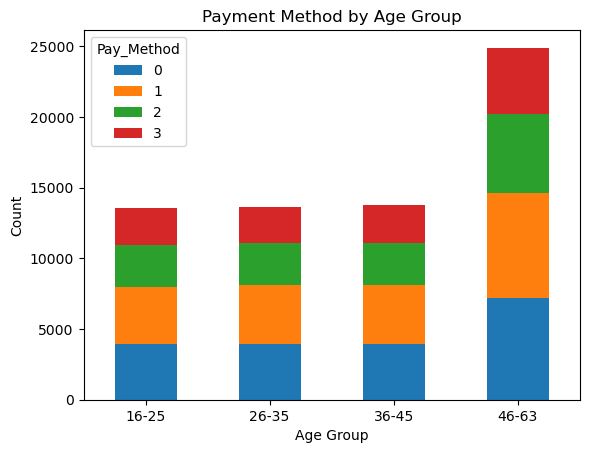 Payment Method by Age Group
Pay_Method
0
1
2
3
25000
20000
15000
10000
5000
0
Count
16-25 26-35 36-45 46-63
Age Group